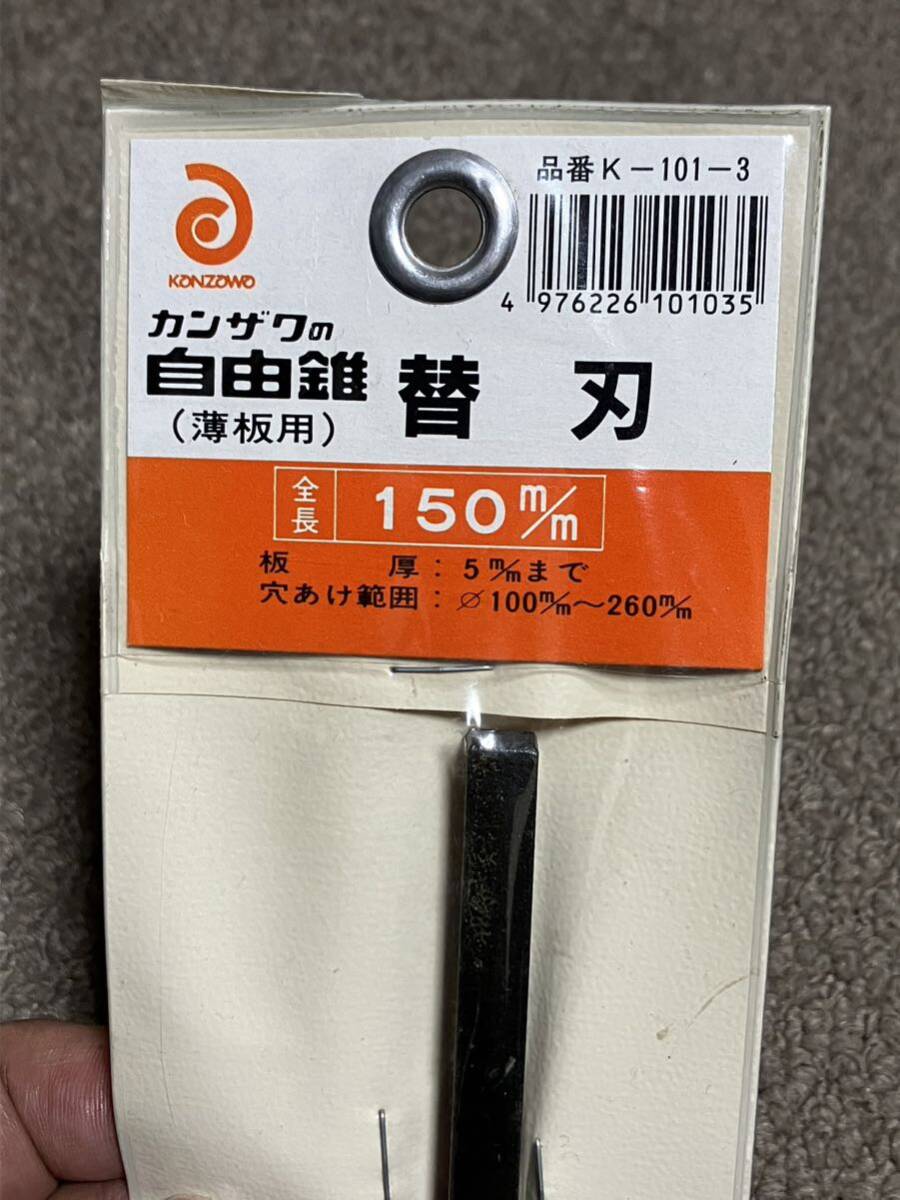 品番K-101-3
KANZAWA
4 976226 101035
カンザワの
自由錐 替刃
(薄板用)
全長 150m/m
板厚: 5m/mまで
穴あけ範囲: ∅100m/m~260m/m